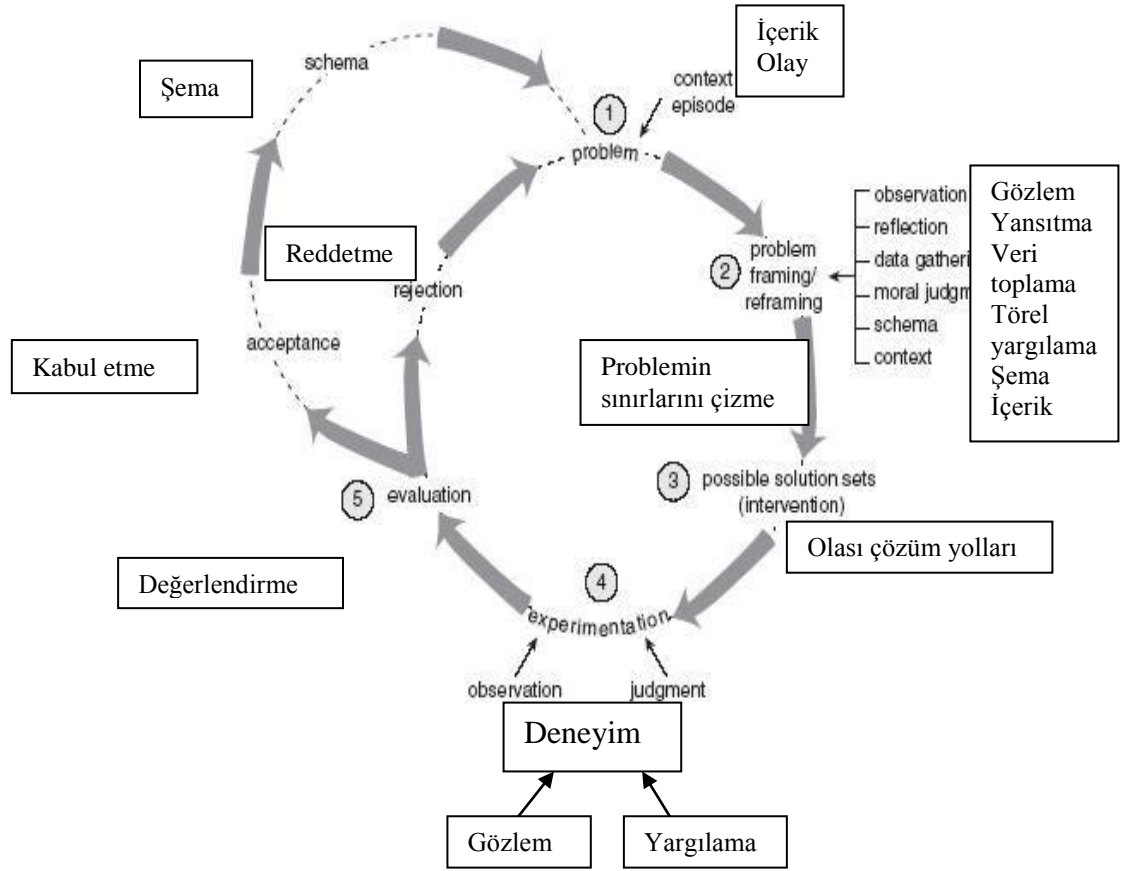 İçerik
Olay
context
episode
schema
Şema
1
problem
observation
reflection
data gatheri
moral judgm
schema
context
Gözlem
Yansıtma
Veri
toplama
Törel
yargılama
Şema
İçerik
2
problem
framing/
reframing
Reddetme
rejection
acceptance
Kabul etme
Problemin
sınırlarını çizme
3
possible solution sets
(intervention)
Olası çözüm yolları
5
evaluation
Değerlendirme
4
experimentation
observation
judgment
Deneyim
Gözlem
Yargılama